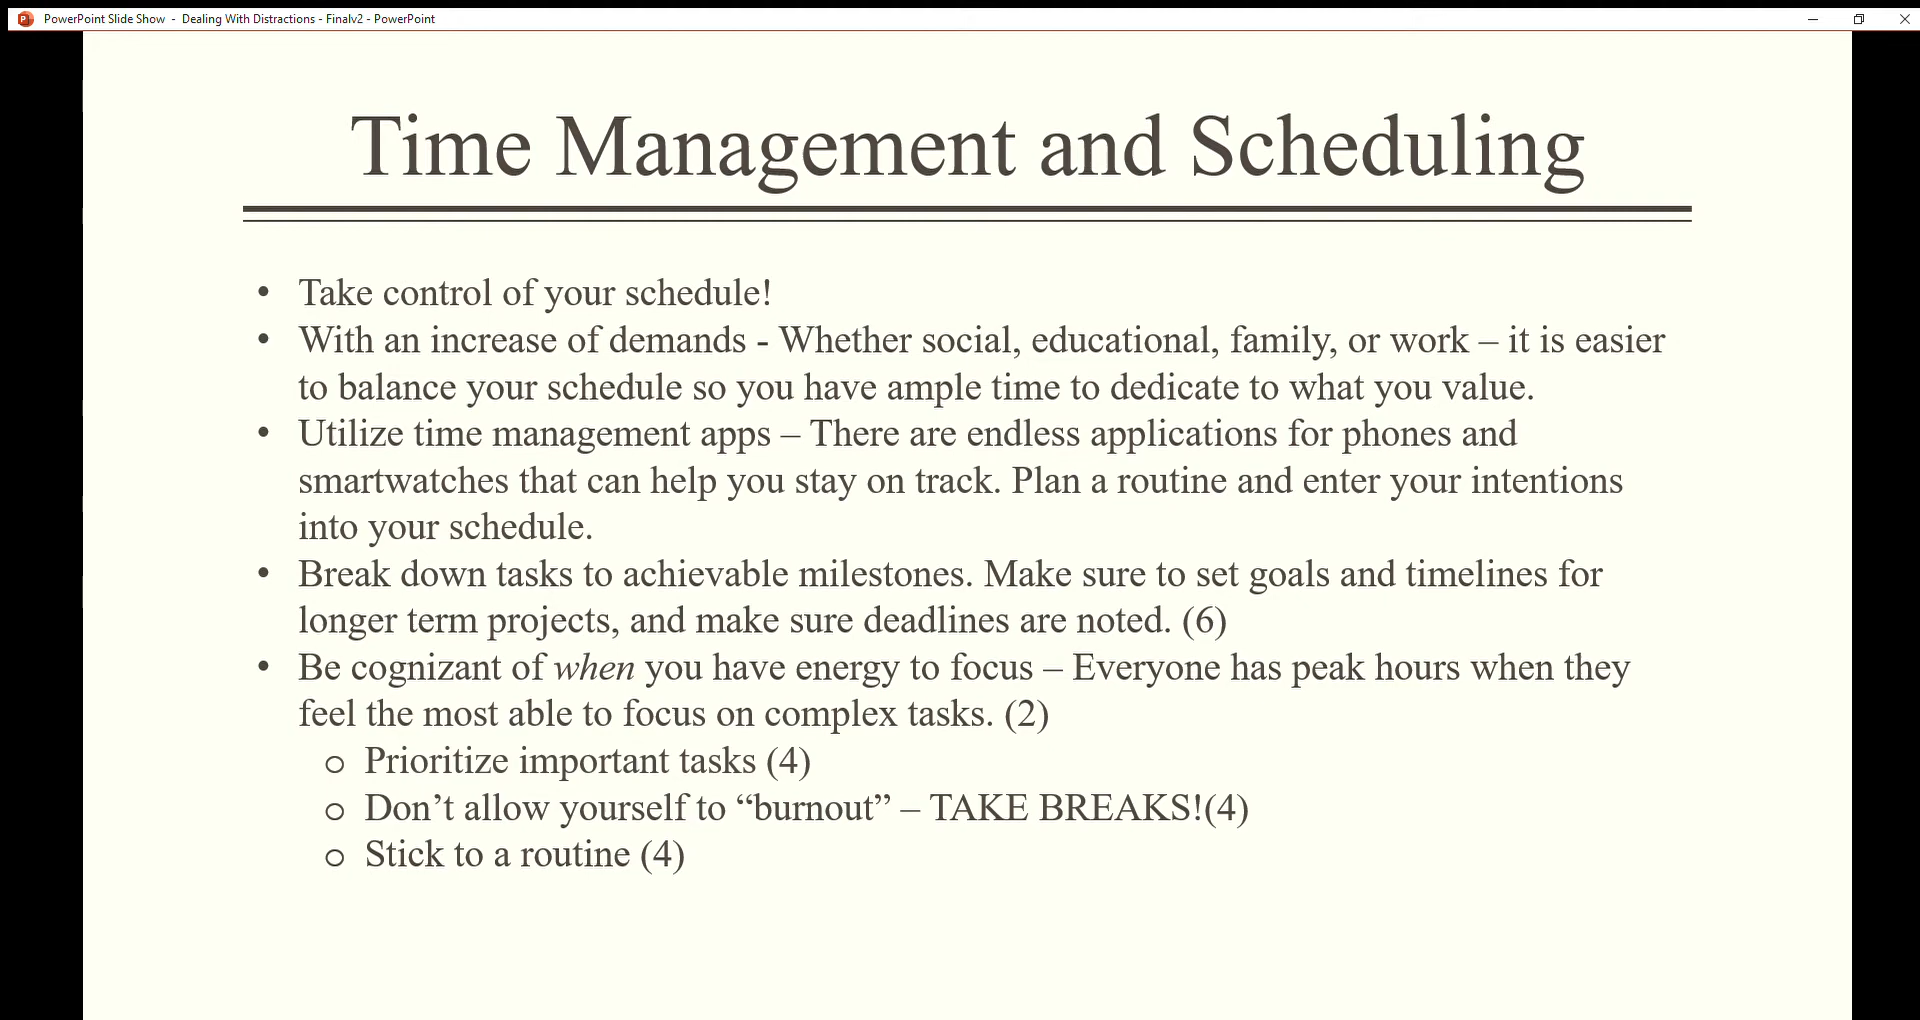 PowerPoint Slide Show - Dealing With Distractions - Finalv2 - PowerPoint
Time Management and Scheduling
• Take control of your schedule!
• With an increase of demands - Whether social, educational, family, or work – it is easier
to balance your schedule so you have ample time to dedicate to what you value.
• Utilize time management apps – There are endless applications for phones and
smartwatches that can help you stay on track. Plan a routine and enter your intentions
into your schedule.
• Break down tasks to achievable milestones. Make sure to set goals and timelines for
longer term projects, and make sure deadlines are noted. (6)
• Be cognizant of when you have energy to focus – Everyone has peak hours when they
feel the most able to focus on complex tasks. (2)
o Prioritize important tasks (4)
o Don’t allow yourself to “burnout” – TAKE BREAKS!(4)
o Stick to a routine (4)